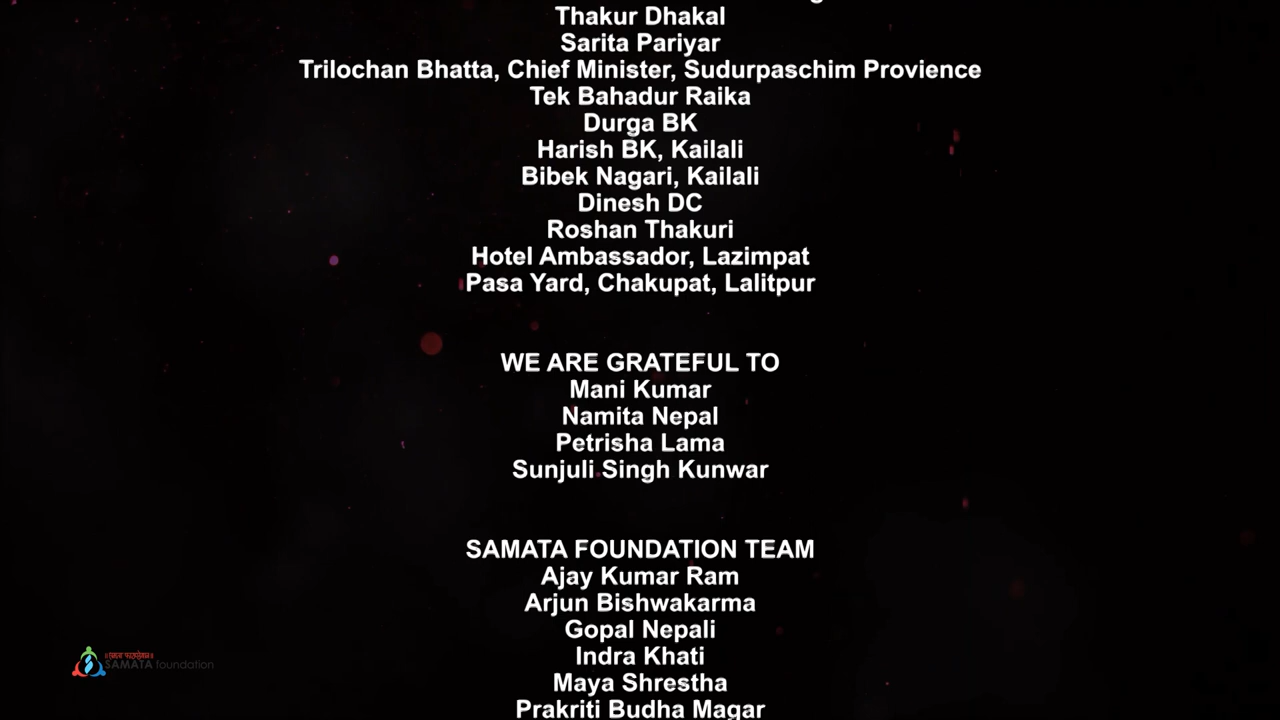 Thakur Dhakal
Sarita Pariyar
Trilochan Bhatta, Chief Minister, Sudurpaschim Provience
Tek Bahadur Raika
Durga BK
Harish BK, Kailali
Bibek Nagari, Kailali
Dinesh DC
Roshan Thakuri
Hotel Ambassador, Lazimpat
Pasa Yard, Chakupat, Lalitpur
WE ARE GRATEFUL TO
Mani Kumar
Namita Nepal
Petrisha Lama
Sunjuli Singh Kunwar
SAMATA FOUNDATION TEAM
Ajay Kumar Ram
Arjun Bishwakarma
Gopal Nepali
Indra Khati
Maya Shrestha
Prakriti Budha Magar
SAMATA foundation